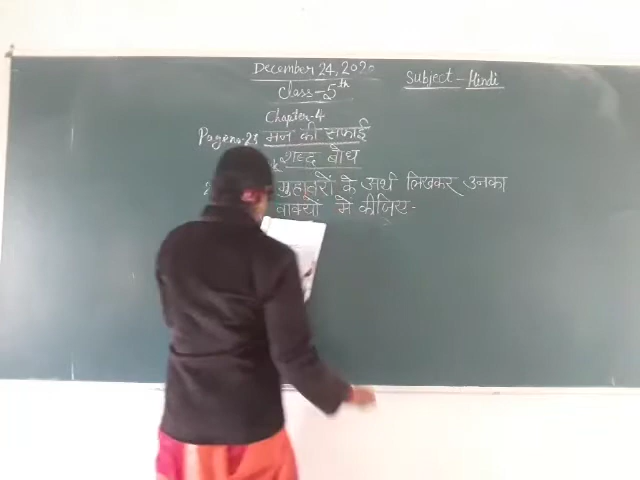 December 24, 2020
Subject - Hindi
Class - 5th
Chapter-4
Page no. 23 मन की सफाई
शब्द बोध
मुहावरों के अर्थ लिखकर उनका
वाक्यों मे कीजिए-